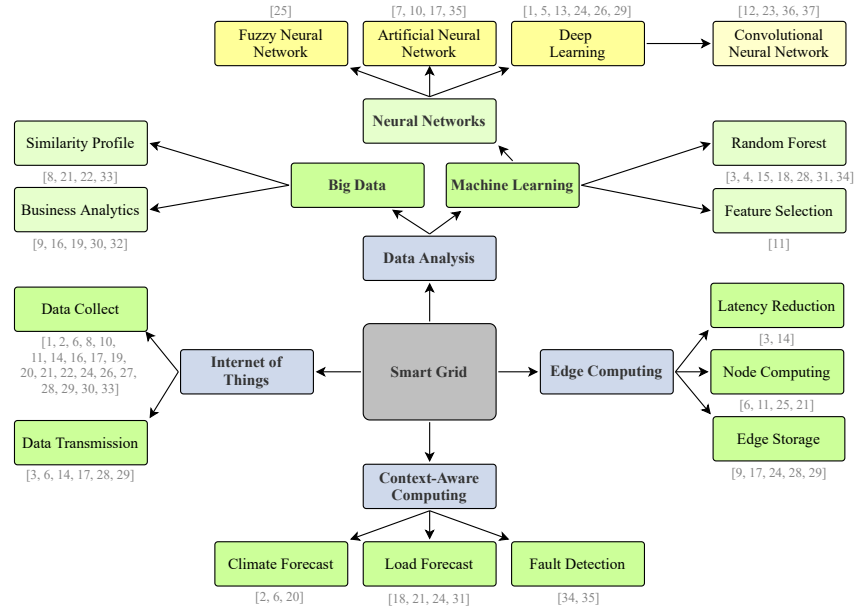 [25]
[7, 10, 17, 35]
[1, 5, 13, 24, 26, 29]
[12, 23, 36, 37]
Fuzzy Neural
Network
Artificial Neural
Network
Deep
Learning
Convolutional
Neural Network
Neural Networks
Similarity Profile
[8, 21, 22, 33]
Random Forest
[3, 4, 15, 18, 28, 31, 34]
Big Data
Machine Learning
Business Analytics
[9, 16, 19, 30, 32]
Feature Selection
[11]
Data Analysis
Data Collect
[1, 2, 6, 8, 10,
11, 14, 16, 17, 19,
20, 21, 22, 24, 26, 27,
28, 29, 30, 33]
Latency Reduction
[3, 14]
Internet of
Things
Smart Grid
Edge Computing
Node Computing
[6, 11, 25, 21]
Data Transmission
[3, 6, 14, 17, 28, 29]
Edge Storage
[9, 17, 24, 28, 29]
Context-Aware
Computing
Climate Forecast
[2, 6, 20]
Load Forecast
[18, 21, 24, 31]
Fault Detection
[34, 35]